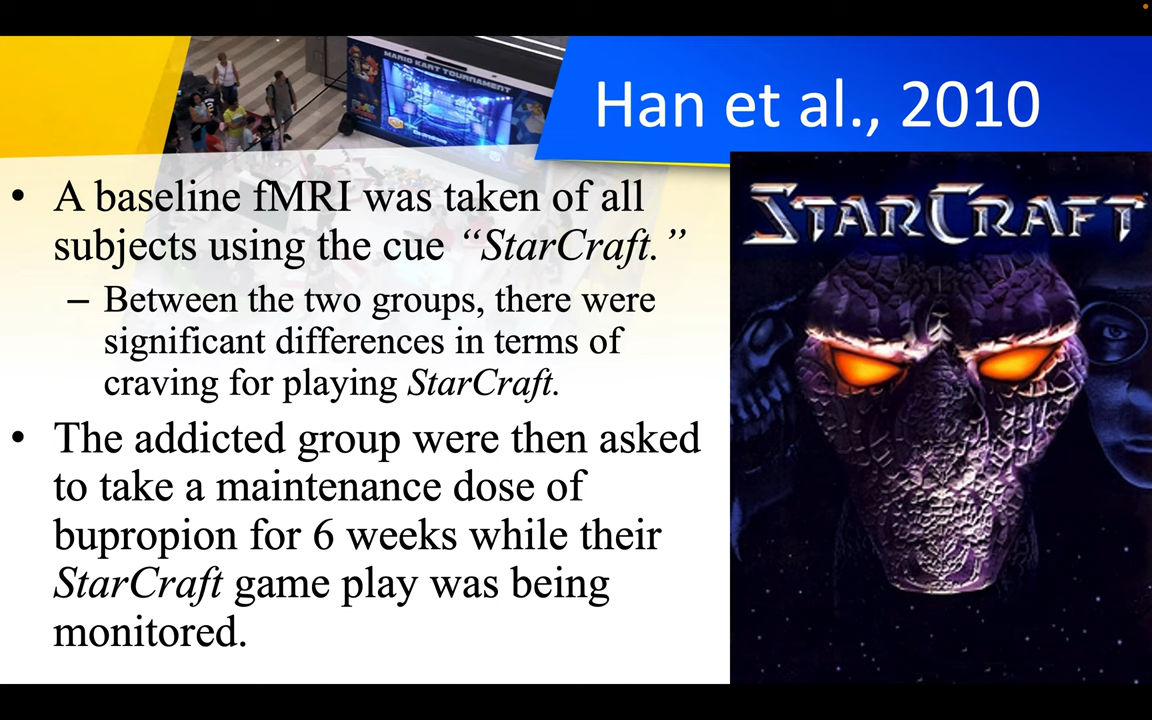 MARIO KART TOURNAMENT
Han et al., 2010
• A baseline fMRI was taken of all
subjects using the cue “StarCraft.”
– Between the two groups, there were
significant differences in terms of
craving for playing StarCraft.
• The addicted group were then asked
to take a maintenance dose of
bupropion for 6 weeks while their
StarCraft game play was being
monitored.
STARCRAFT